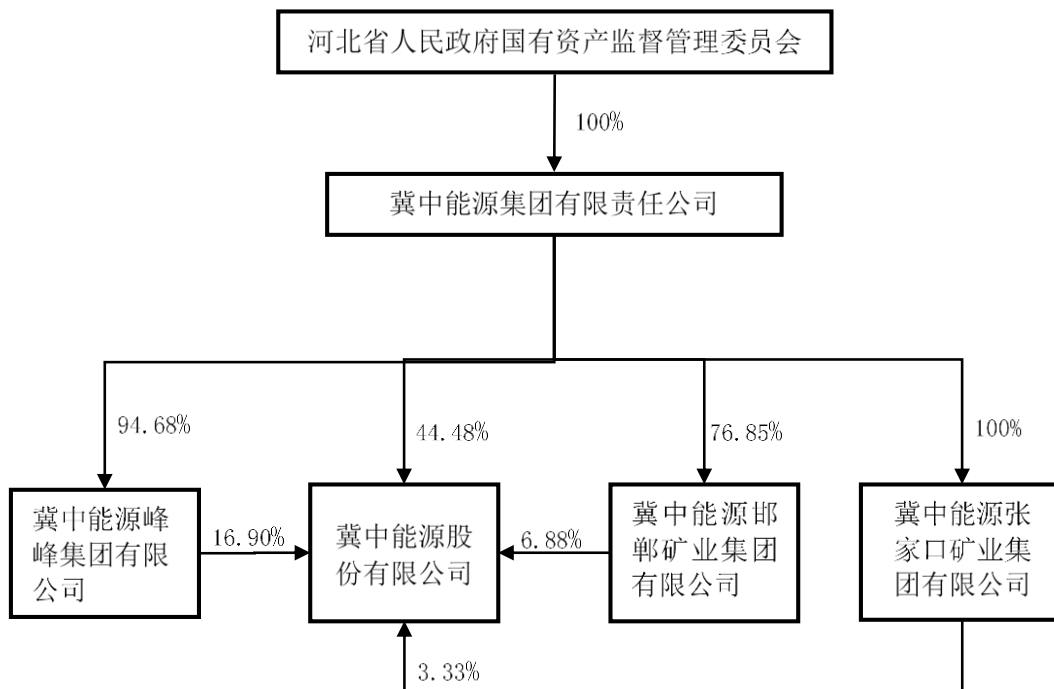 河北省人民政府国有资产监督管理委员会
100%
冀中能源集团有限责任公司
94.68%
44.48%
76.85%
100%
冀中能源峰
峰集团有限
公司
16.90%
冀中能源股
份有限公司
6.88%
冀中能源邯
郸矿业集团
有限公司
冀中能源张
家口矿业集
团有限公司
3.33%